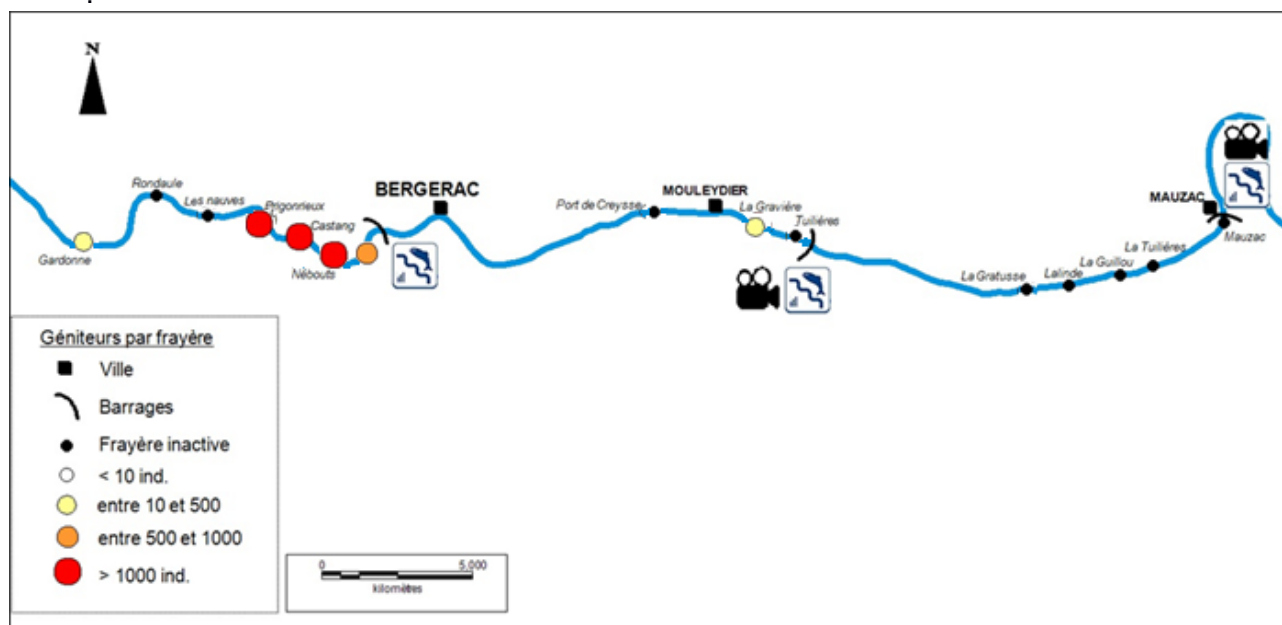 N
Rondaule
Les nauves
Prigonrieux
Castang
Nébouts
Gardonne
BERGERAC
Port de Creysse
MOULEYDIER
La Gravière
Tuilières
La Gratusse
Lalinde
La Guillou
La Tuilières
MAUZAC
Mauzac
Géniteurs par frayère
Ville
Barrages
Frayère inactive
< 10 ind.
entre 10 et 500
entre 500 et 1000
> 1000 ind.
0 5,000
kilomètres